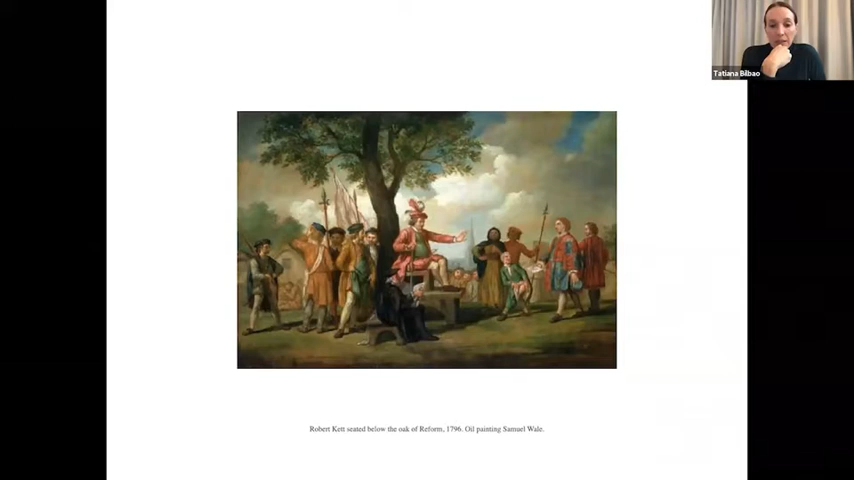 Tatiana Bilbao
Robert Kett seated below the oak of Reform, 1796. Oil painting Samuel Wale.